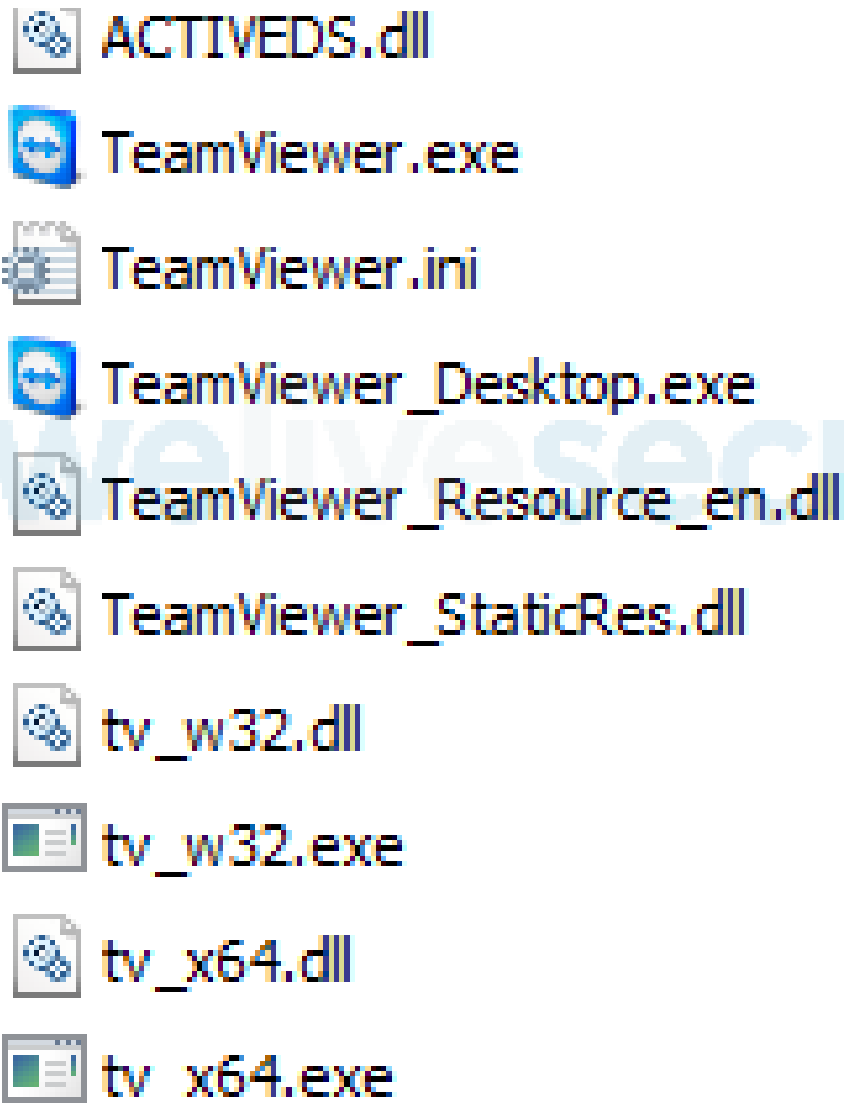 ACTIVEDS.dll
TeamViewer.exe
TeamViewer.ini
TeamViewer_Desktop.exe
welivesecu
TeamViewer_Resource_en.dll
TeamViewer_StaticRes.dll
tv_w32.dll
tv_w32.exe
tv_x64.dll
tv_x64.exe